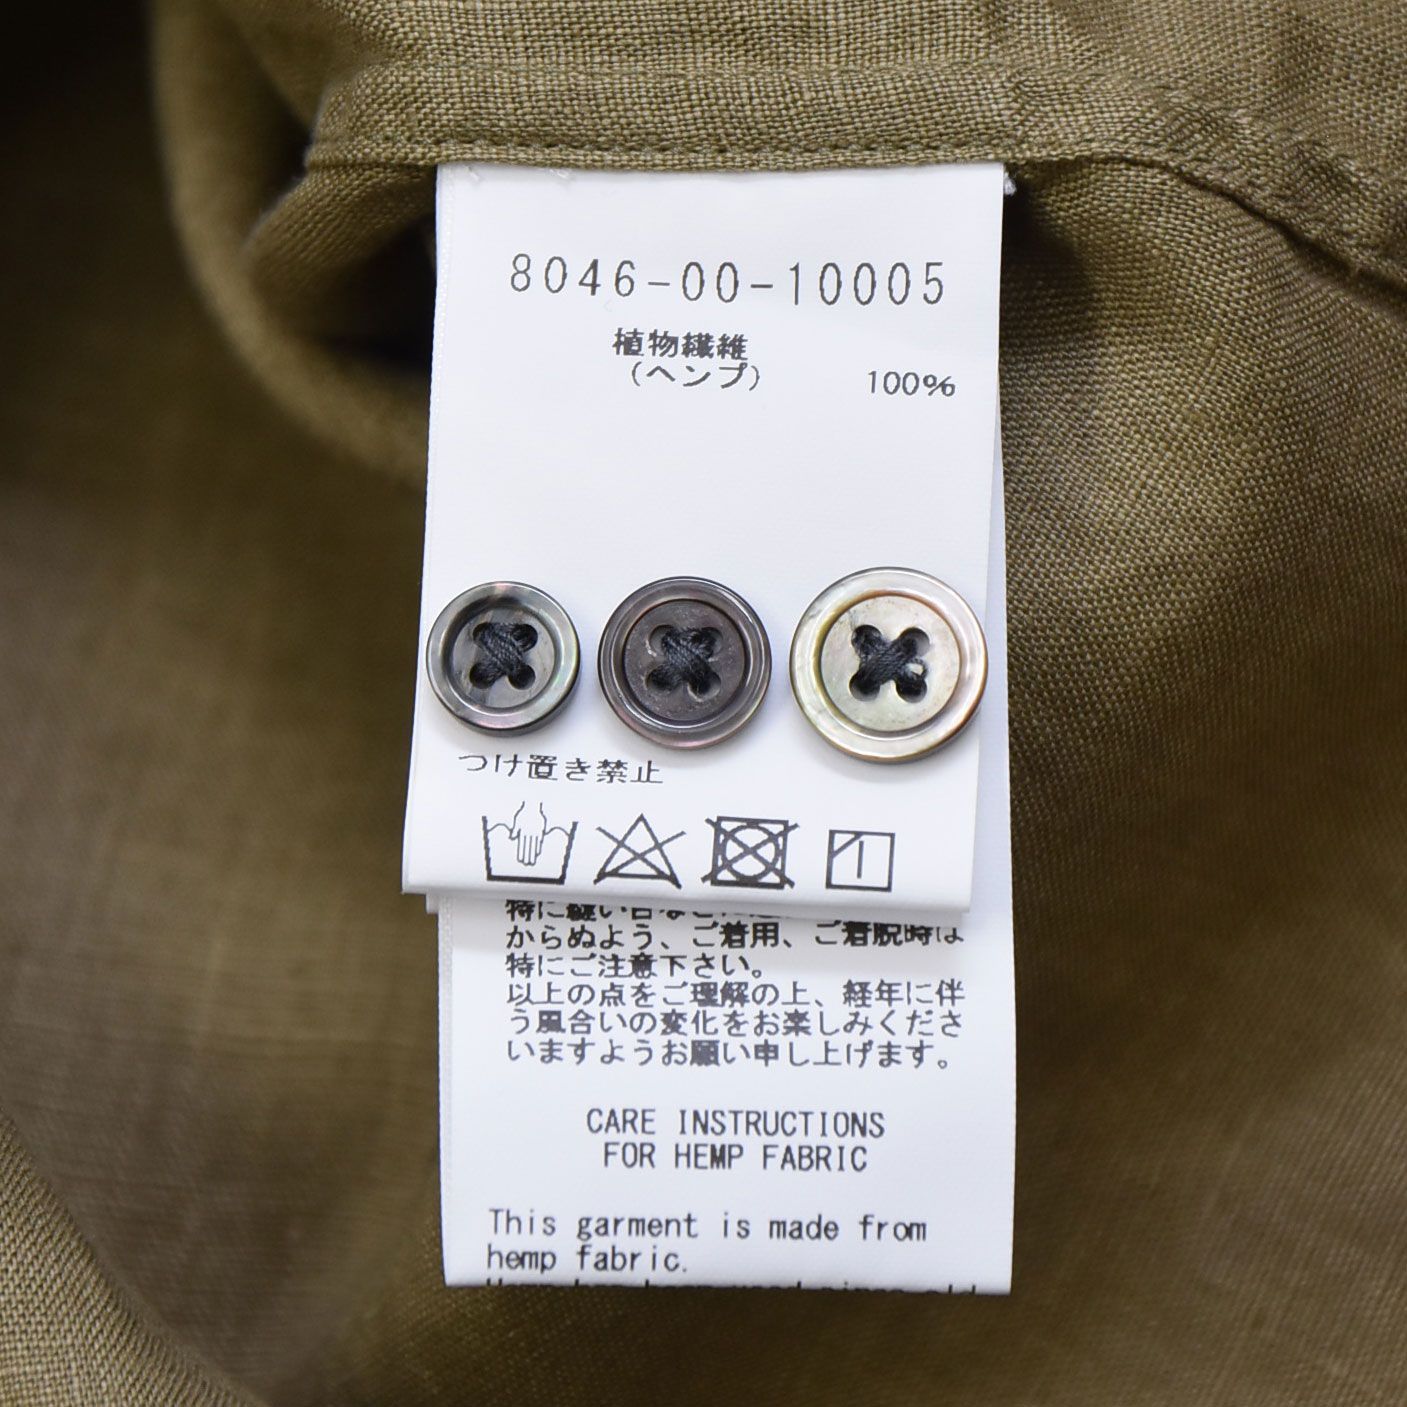 8046-00-10005
植物繊維
(ヘンプ) 100%
つけ置き禁止
からぬよう、ご着用、ご着脱時は
特にご注意下さい。
以上の点をご理解の上、経年に伴
う風合いの変化をお楽しみくださ
いますようお願い申し上げます。
CARE INSTRUCTIONS
FOR HEMP FABRIC
This garment is made from
hemp fabric.